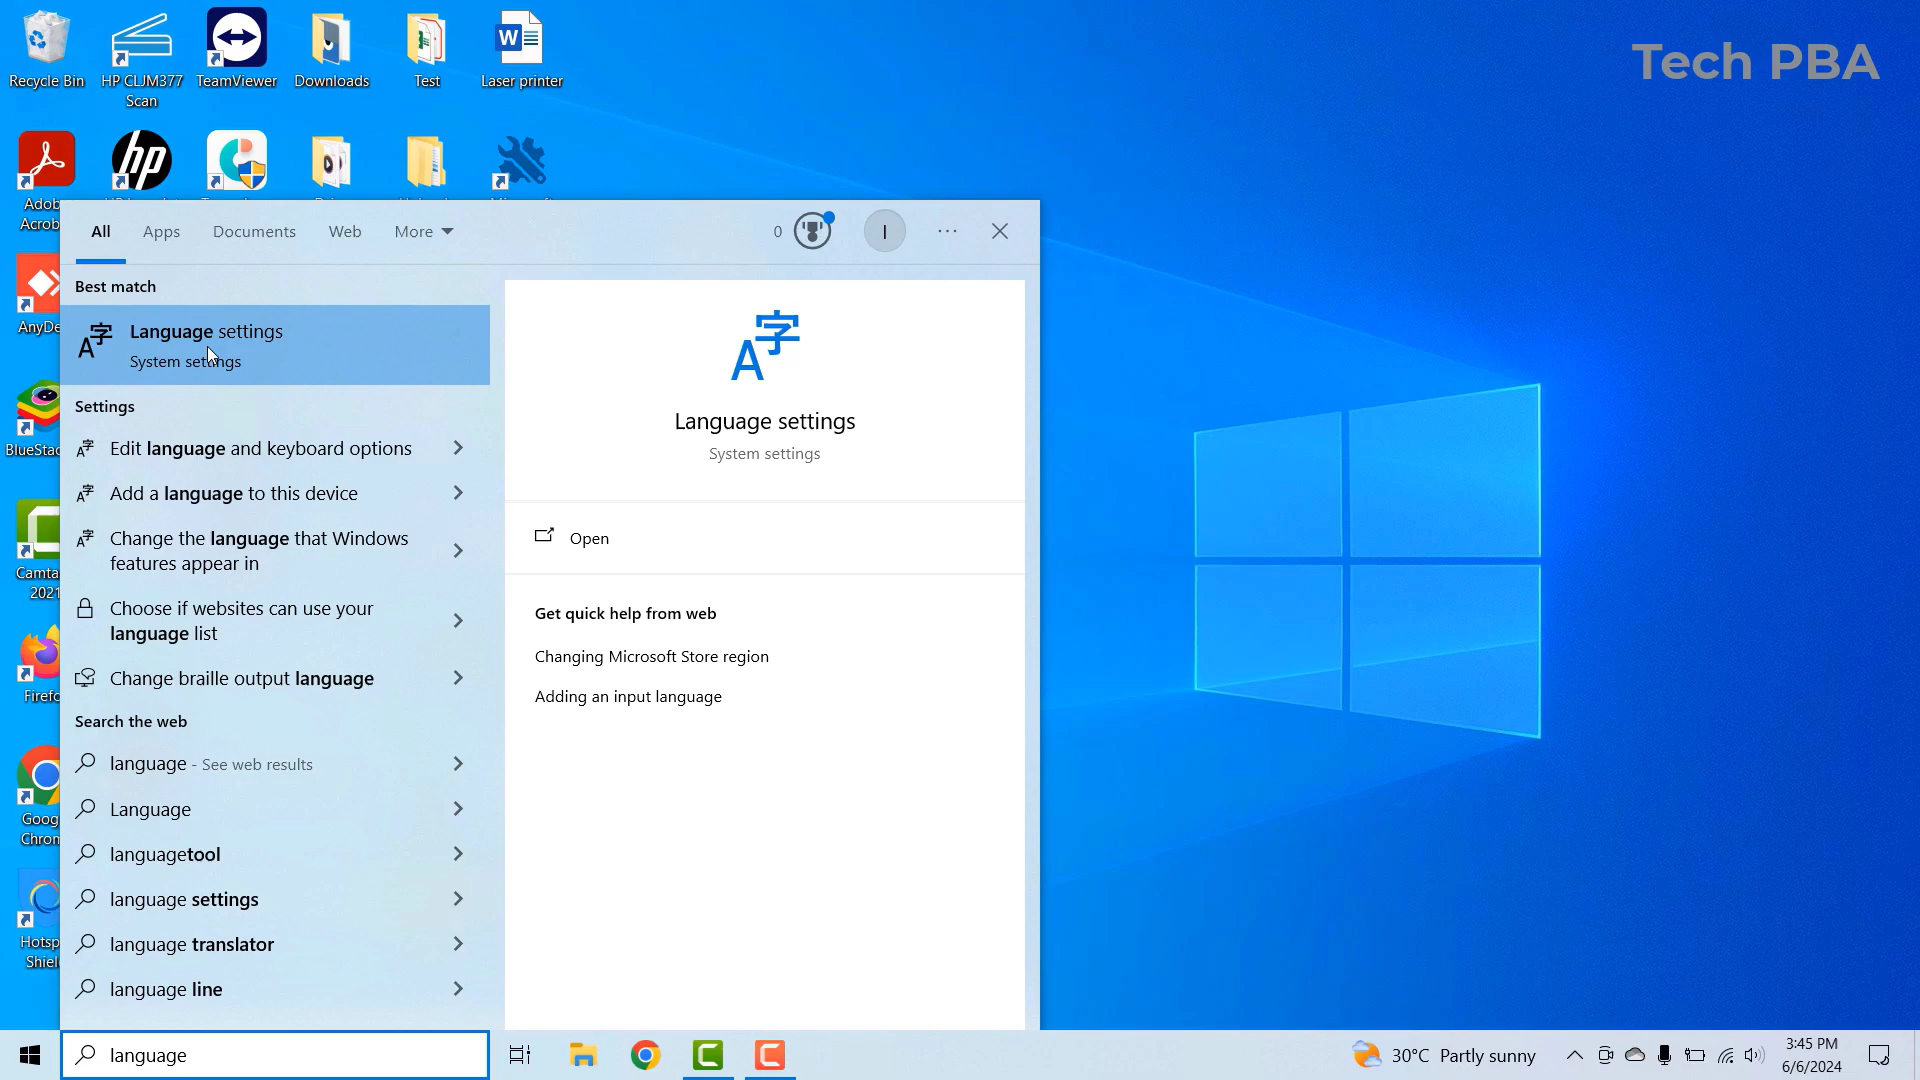 Tech PBA
Recycle Bin
HP CLJM377
Scan
TeamViewer
Downloads
Test
Laser printer
Adob
Acrob
AnyDe
BlueStac
Camta
2021
Firefo
Goog
Chrom
Hotsp
Shiel
All
Apps
Documents
Web
More
0
I
Best match
Language settings
System settings
Settings
Edit language and keyboard options
Add a language to this device
Change the language that Windows
features appear in
Choose if websites can use your
language list
Change braille output language
Search the web
language - See web results
Language
languagetool
language settings
language translator
language line
Language settings
System settings
Open
Get quick help from web
Changing Microsoft Store region
Adding an input language
language
30°C Partly sunny
3:45 PM
6/6/2024